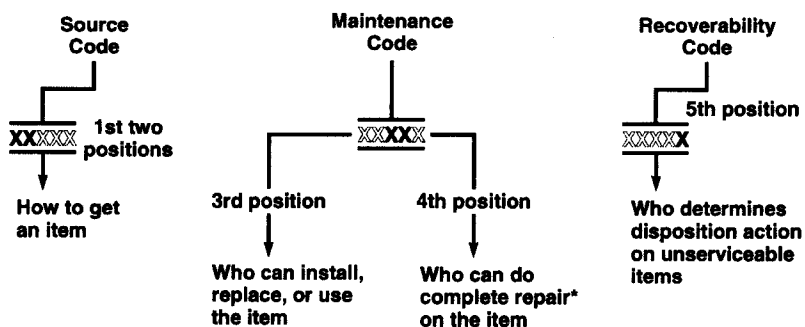 Source
Code
XXXXX
1st two
positions
How to get
an item
Maintenance
Code
XXXXX
3rd position
Who can install,
replace, or use
the item
4th position
Who can do
complete repair*
on the item
Recoverability
Code
5th position
XXXXX
Who determines
disposition action
on unserviceable
items